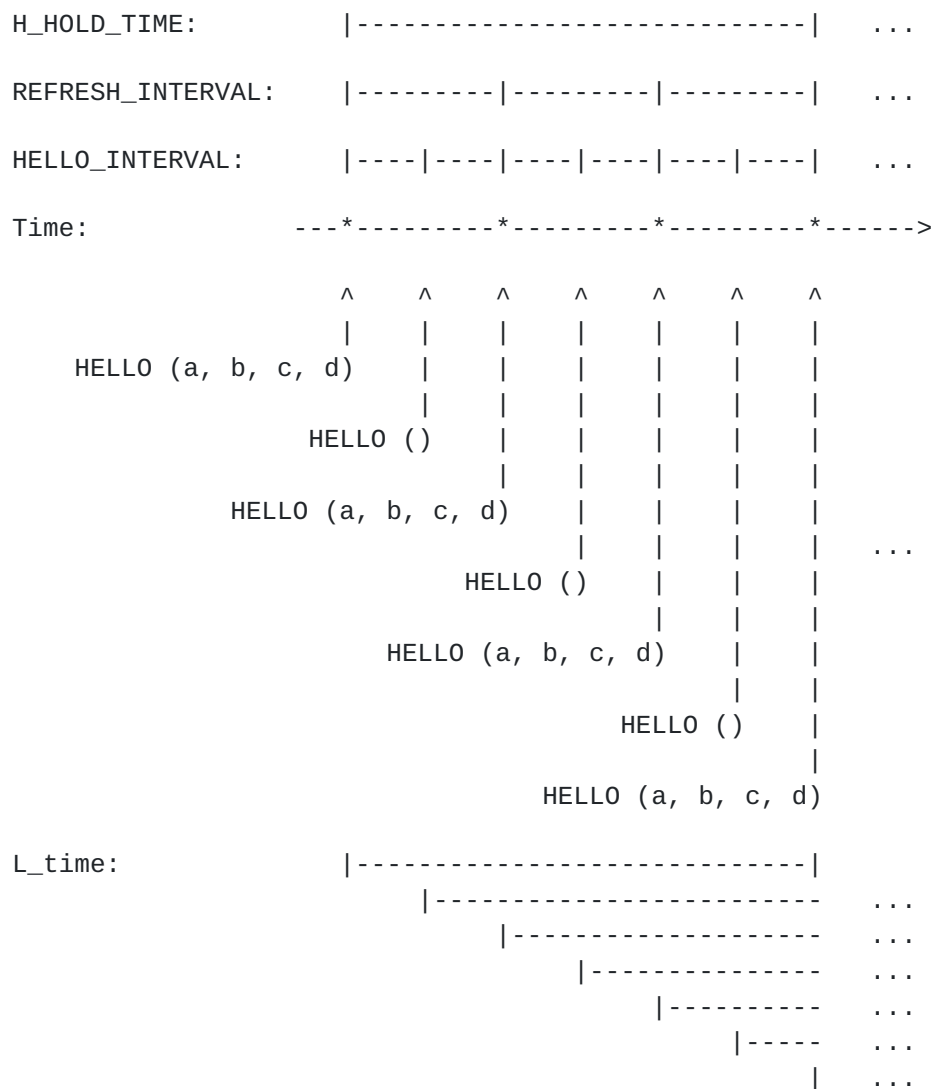 H_HOLD_TIME:         |-----------------------------|   ...
REFRESH_INTERVAL:    |---------|---------|---------|   ...
HELLO_INTERVAL:      |----|----|----|----|----|----|   ...
Time:             ---*---------*---------*---------*------>
                     ^    ^    ^    ^    ^    ^    ^
                     |    |    |    |    |    |    |
    HELLO (a, b, c, d)    |    |    |    |    |    |
                          |    |    |    |    |    |
                   HELLO ()    |    |    |    |    |
                               |    |    |    |    |
              HELLO (a, b, c, d)    |    |    |    |
                                    |    |    |    |   ...
                             HELLO ()    |    |    |
                                         |    |    |
                        HELLO (a, b, c, d)    |    |
                                              |    |
                                       HELLO ()    |
                                                   |
                                  HELLO (a, b, c, d)
L_time:              |-----------------------------|
                          |-------------------------   ...
                               |--------------------   ...
                                    |---------------   ...
                                         |----------   ...
                                              |-----   ...
                                                   |   ...